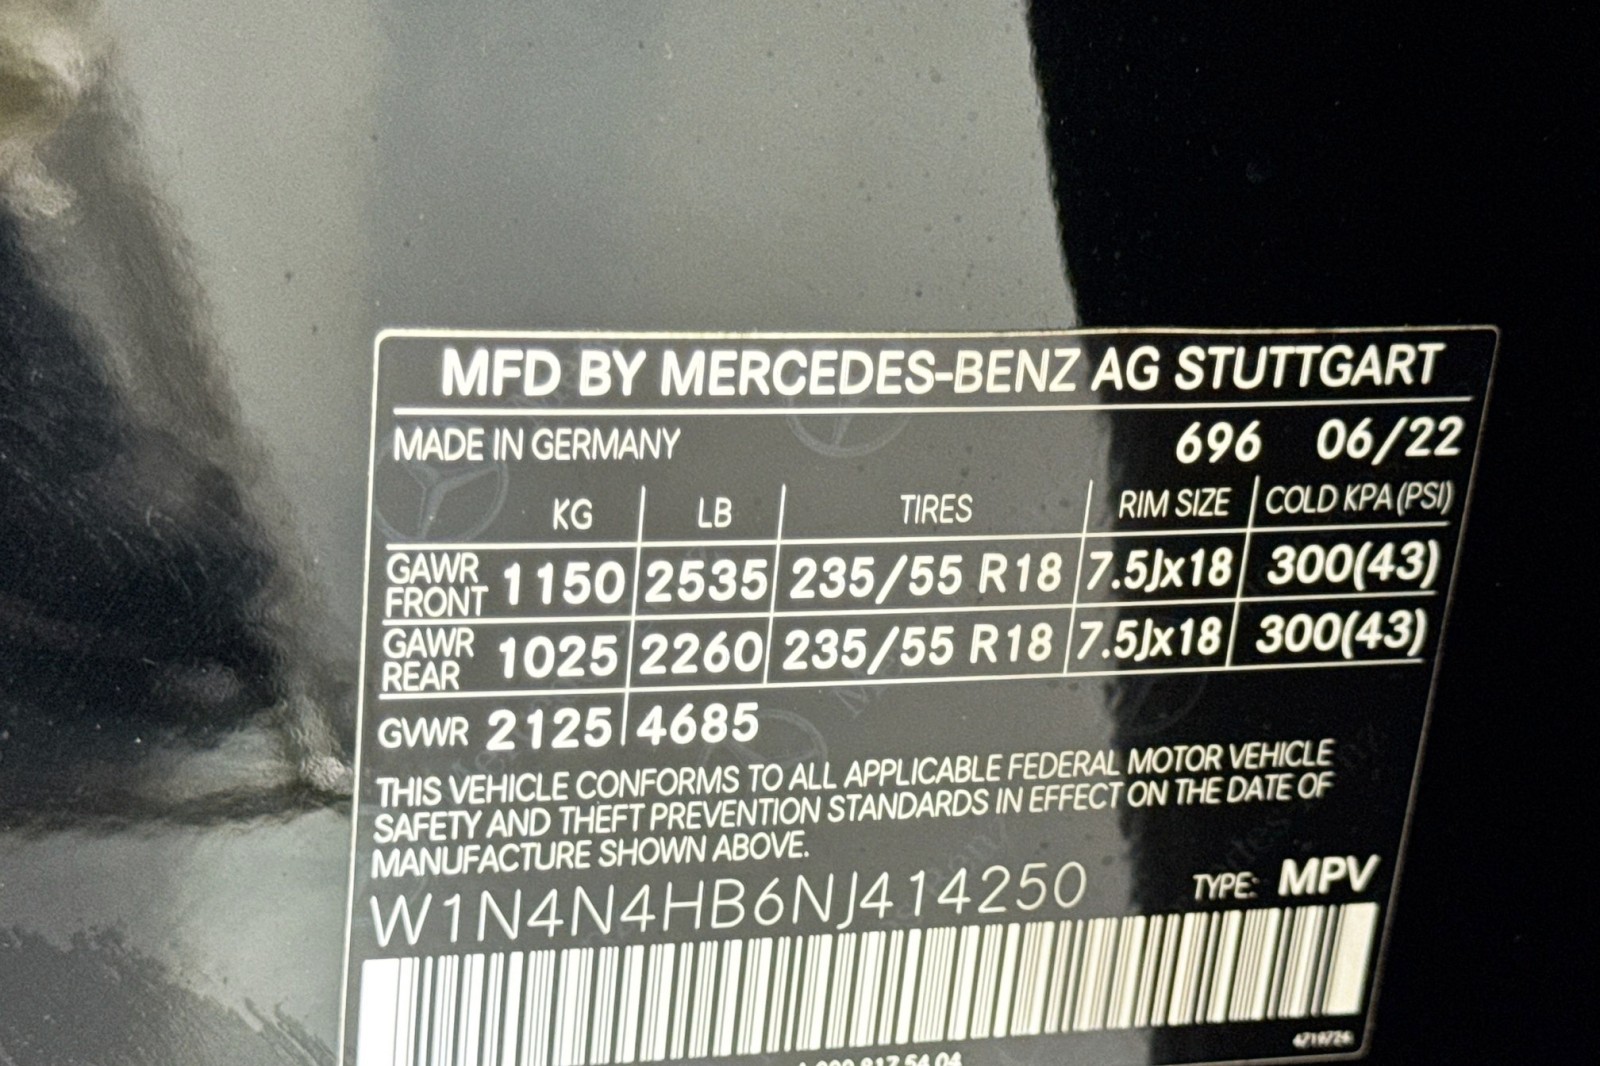 MFD BY MERCEDES-BENZ AG STUTTGART
MADE IN GERMANY 696 06/22
KG LB TIRES RIM SIZE COLD KPA(PSI)
GAWR FRONT 1150 2535 235/55 R18 7.5Jx18 300(43)
GAWR REAR 1025 2260 235/55 R18 7.5Jx18 300(43)
GVWR 2125 4685
THIS VEHICLE CONFORMS TO ALL APPLICABLE FEDERAL MOTOR VEHICLE
SAFETY AND THEFT PREVENTION STANDARDS IN EFFECT ON THE DATE OF
MANUFACTURE SHOWN ABOVE.
W1N4N4HB6NJ414250 TYPE: MPV